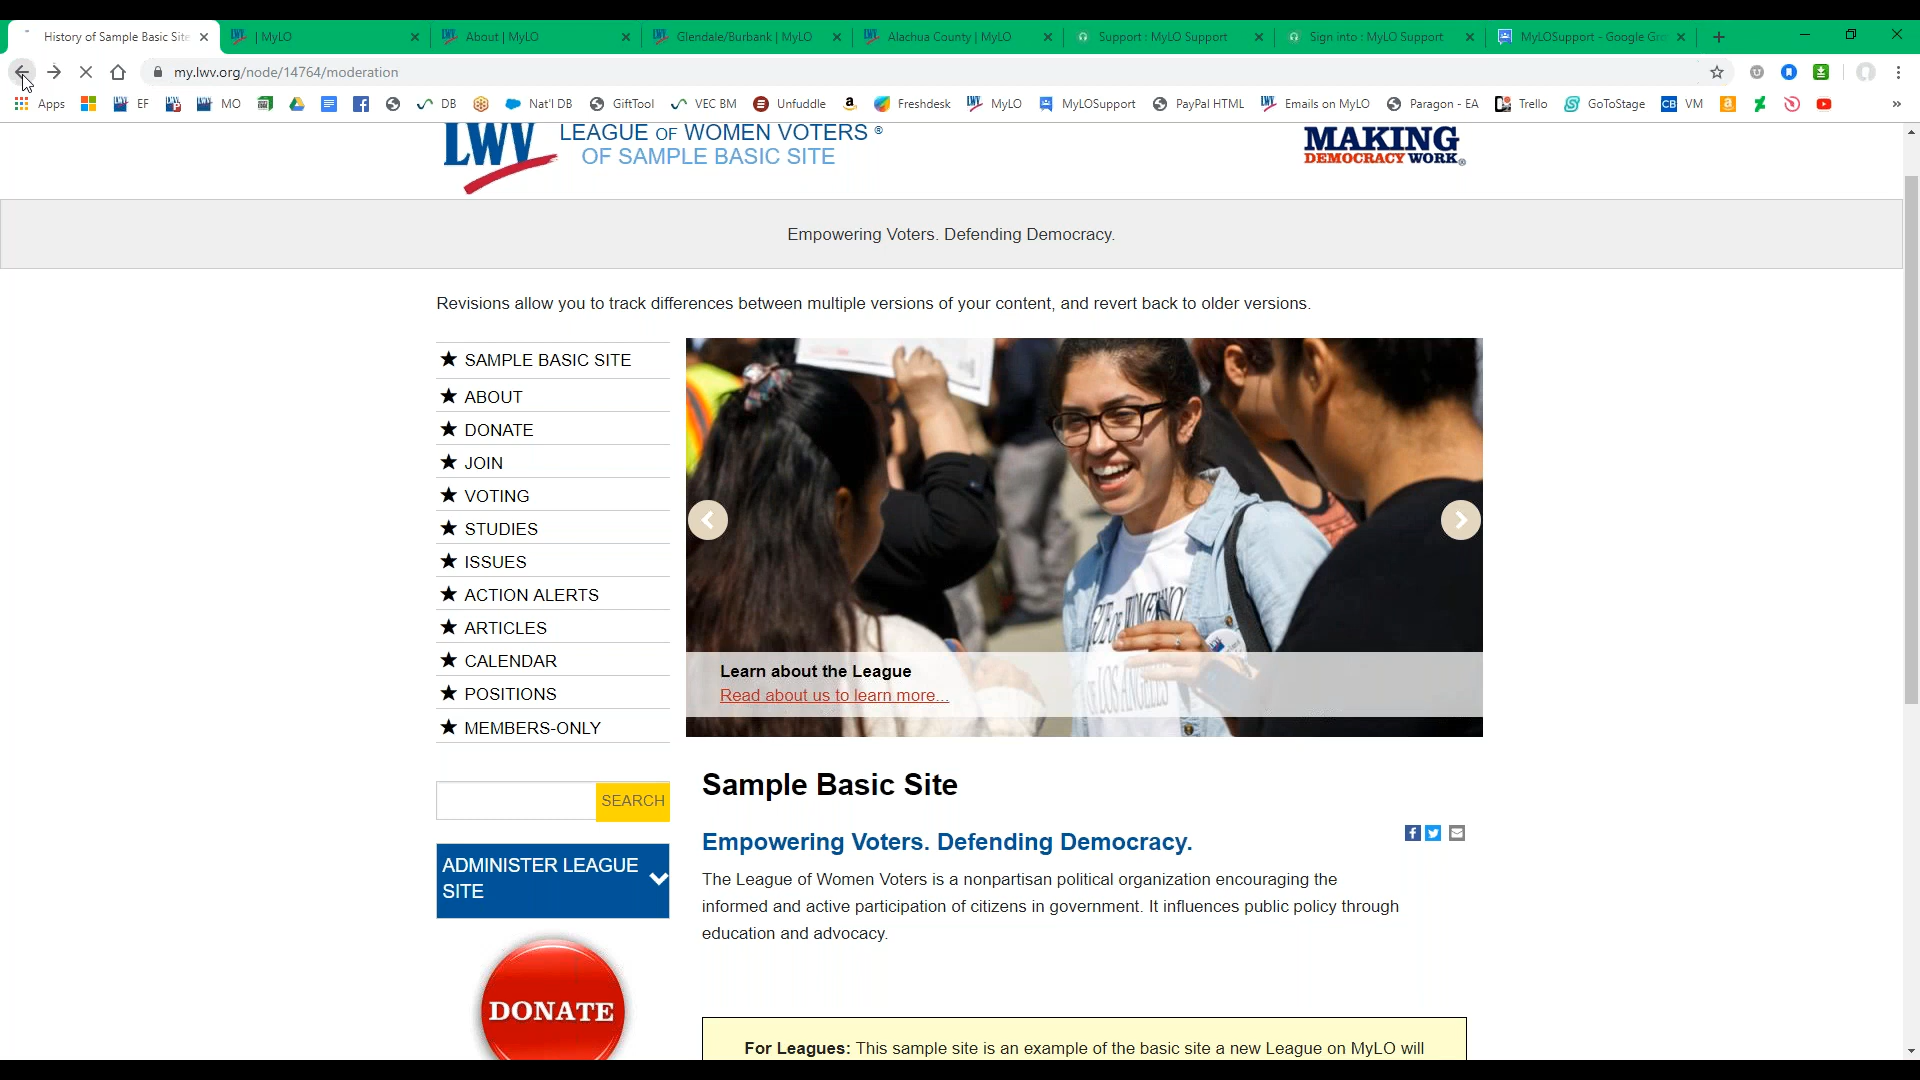 History of Sample Basic Site
| MyLO
About | MyLO
Glendale/Burbank | MyLO
Alachua County | MyLO
Support : MyLO Support
Sign into : MyLO Support
MyLOSupport - Google Gro
my.lwv.org/node/14764/moderation
Apps
EF
MO
DB
Nat'l DB
GiftTool
VEC BM
Unfuddle
Freshdesk
MyLO
MyLOSupport
PayPal HTML
Emails on MyLO
Paragon - EA
Trello
GoToStage
CB VM
LWV
LEAGUE OF WOMEN VOTERS ®
OF SAMPLE BASIC SITE
MAKING
DEMOCRACY WORK®
Empowering Voters. Defending Democracy.
Revisions allow you to track differences between multiple versions of your content, and revert back to older versions.
★ SAMPLE BASIC SITE
★ ABOUT
★ DONATE
★ JOIN
★ VOTING
★ STUDIES
★ ISSUES
★ ACTION ALERTS
★ ARTICLES
★ CALENDAR
★ POSITIONS
★ MEMBERS-ONLY
Learn about the League
Read about us to learn more...
SEARCH
ADMINISTER LEAGUE
SITE
DONATE
Sample Basic Site
Empowering Voters. Defending Democracy.
The League of Women Voters is a nonpartisan political organization encouraging the
informed and active participation of citizens in government. It influences public policy through
education and advocacy.
For Leagues: This sample site is an example of the basic site a new League on MyLO will